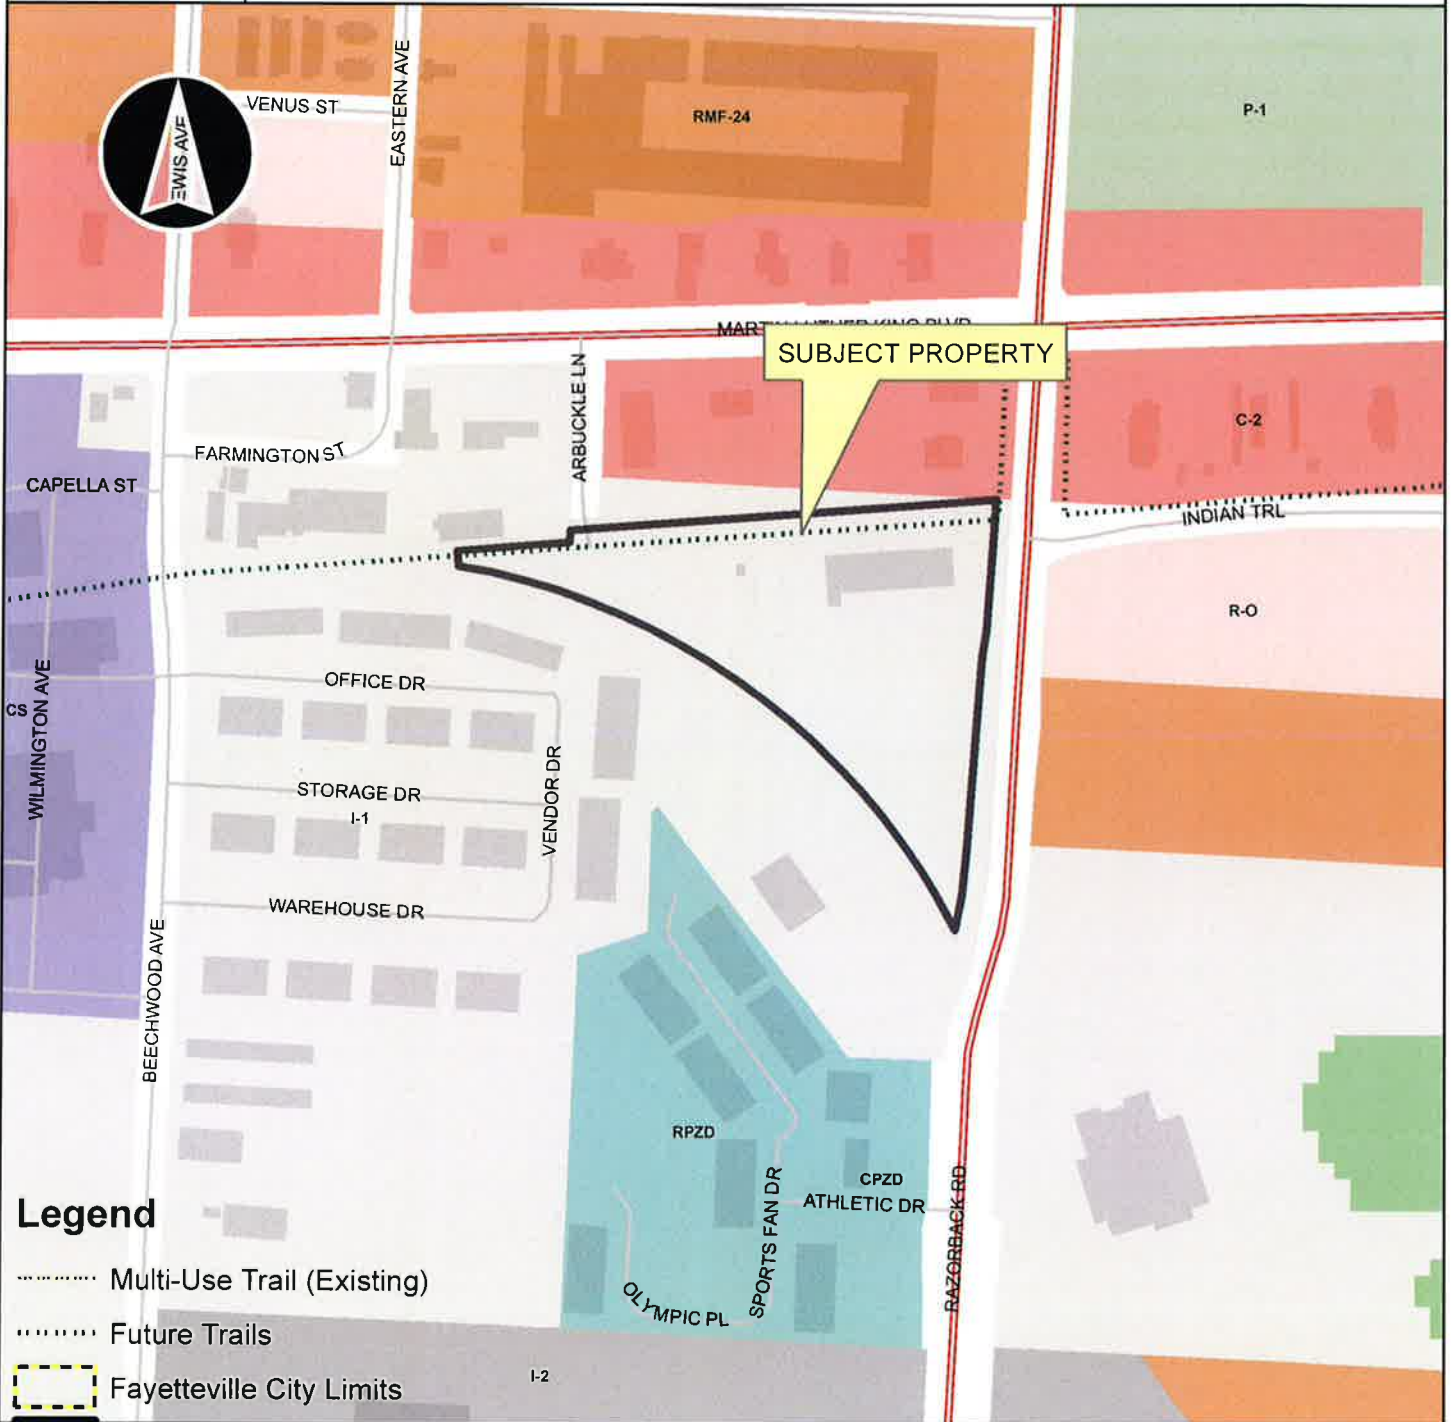 VENUS ST
EASTERN AVE
RMF-24
P-1
EWIS AVE
SUBJECT PROPERTY
ARBUCKLE LN
C-2
FARMINGTON ST
CAPELLA ST
INDIAN TRL
R-O
OFFICE DR
CS
WILMINGTON AVE
STORAGE DR
I-1
VENDOR DR
WAREHOUSE DR
BEECHWOOD AVE
RPZD
CPZD
ATHLETIC DR
SPORTS FAN DR
RAZORBACK RD
OLYMPIC PL
I-2
Legend
Multi-Use Trail (Existing)
Future Trails
Fayetteville City Limits